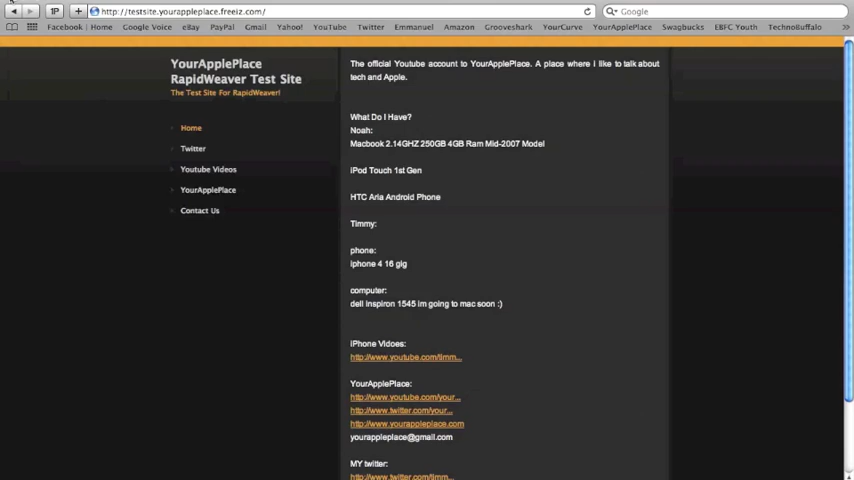 http://testsite.yourappleplace.freeiz.com/
Google
Facebook | Home Google Voice eBay PayPal Gmail YouTube Twitter Emmanuel Amazon Grooveshark YourCurve YourApplePlace Swagbucks EBFC Youth TechnoBuffalo
YourApplePlace
RapidWeaver Test Site
The Test Site For RapidWeaver!
Home
Twitter
Youtube Videos
YourApplePlace
Contact Us
The official Youtube account to YourApplePlace. A place where i like to talk about
tech and Apple.
What Do I Have?
Noah:
Macbook 2.14GHZ 250GB 4GB Ram Mid-2007 Model
iPod Touch 1st Gen
HTC Aria Android Phone
Timmy:
phone:
iphone 4 16 gig
computer:
dell inspiron 1545 im going to mac soon :)
iPhone Vidoes:
http://www.youtube.com/timm...
YourApplePlace:
http://www.youtube.com/your...
http://www.twitter.com/your...
http://www.yourappleplace.com
yourappleplace@gmail.com
MY twitter:
http://www.twitter.com/timm...